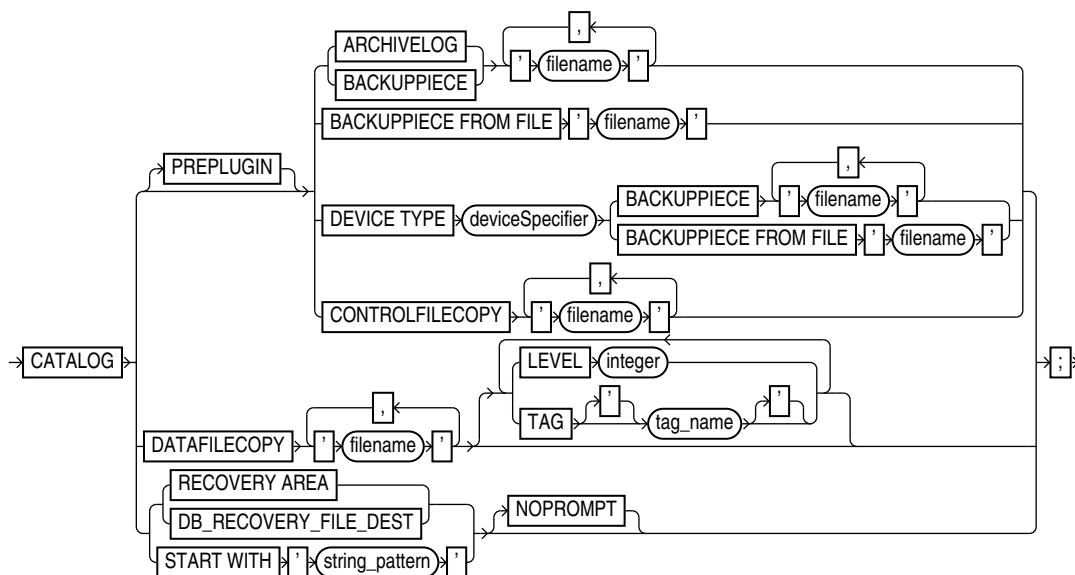 ,
ARCHIVELOG
BACKUPPIECE
' filename '
BACKUPPIECE FROM FILE ' filename '
PREPLUGIN
,
DEVICE TYPE deviceSpecifier
BACKUPPIECE ' filename '
BACKUPPIECE FROM FILE ' filename '
,
CONTROLFILECOPY ' filename '
CATALOG
;
,
DATAFILECOPY ' filename '
LEVEL integer
' '
TAG tag_name
RECOVERY AREA
DB_RECOVERY_FILE_DEST
START WITH ' string_pattern '
NOPROMPT